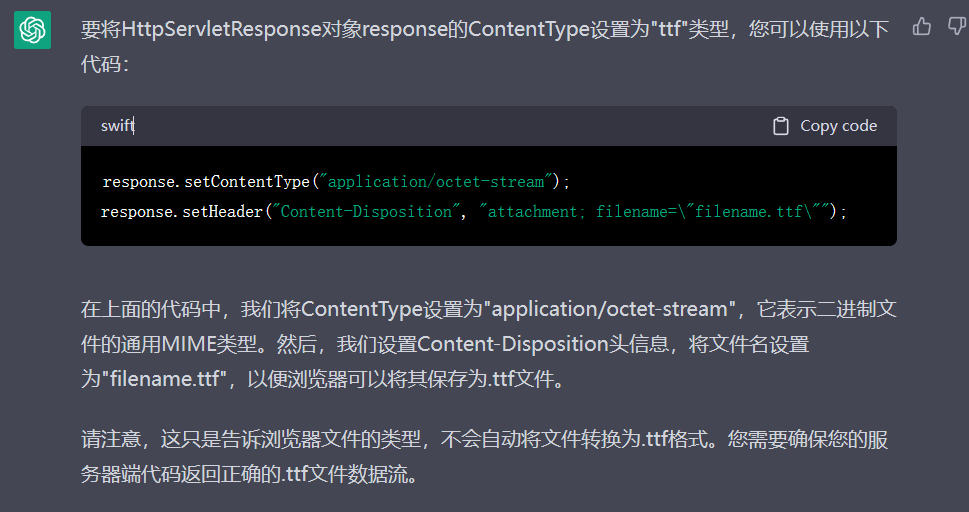 要将HttpServletResponse对象response的ContentType设置为"ttf"类型，您可以使用以下
代码：
swift
Copy code
response.setContentType("application/octet-stream");
response.setHeader("Content-Disposition", "attachment; filename=\"filename.ttf\"");
在上面的代码中，我们将ContentType设置为"application/octet-stream"，它表示二进制文
件的通用MIME类型。然后，我们设置Content-Disposition头信息，将文件名设置
为"filename.ttf"，以便浏览器可以将其保存为.ttf文件。
请注意，这只是告诉浏览器文件的类型，不会自动将文件转换为.ttf格式。您需要确保您的服
务器端代码返回正确的.ttf文件数据流。